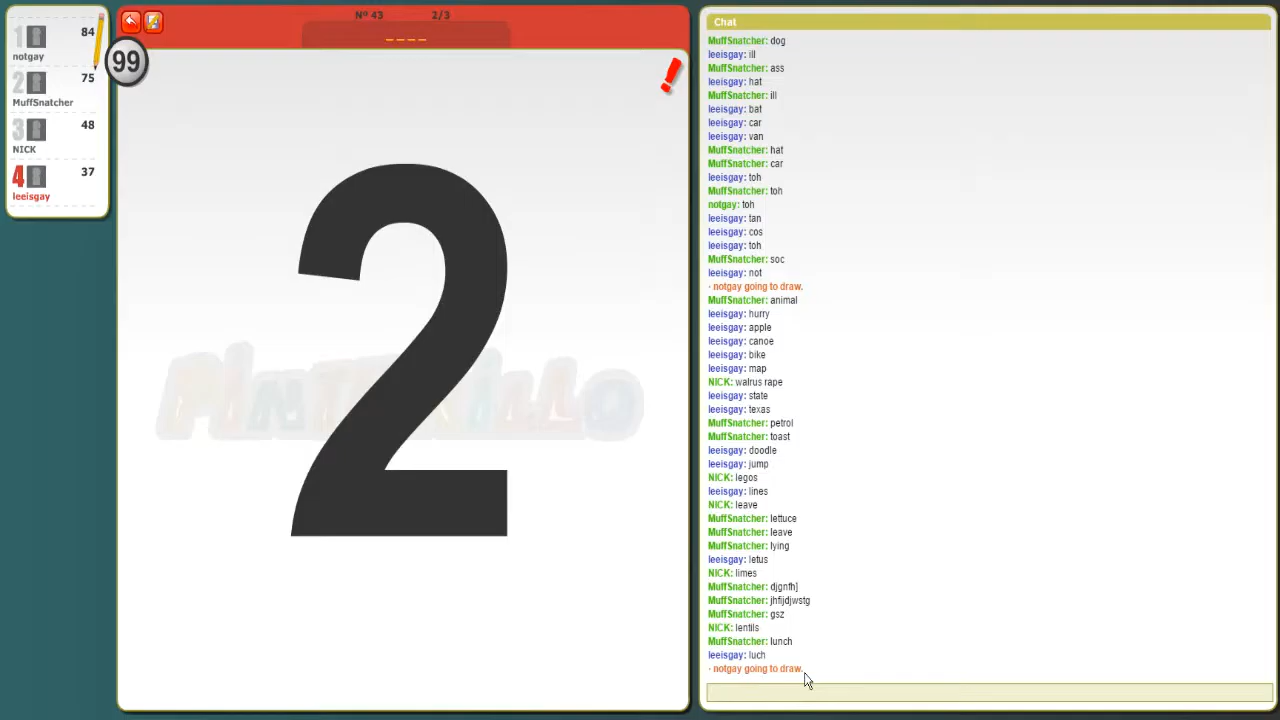 1 84
notgay
2 75
MuffSnatcher
3 48
NICK
4 37
leeisgay
99
Nº 43 2/3
_ _ _ _
!
2
Chat
MuffSnatcher: dog
leeisgay: ill
MuffSnatcher: ass
leeisgay: hat
MuffSnatcher: ill
leeisgay: bat
leeisgay: car
leeisgay: van
MuffSnatcher: hat
MuffSnatcher: car
leeisgay: toh
MuffSnatcher: toh
notgay: toh
leeisgay: tan
leeisgay: cos
leeisgay: toh
MuffSnatcher: soc
leeisgay: not
· notgay going to draw.
MuffSnatcher: animal
leeisgay: hurry
leeisgay: apple
leeisgay: canoe
leeisgay: bike
leeisgay: map
NICK: walrus rape
leeisgay: state
leeisgay: texas
MuffSnatcher: petrol
MuffSnatcher: toast
leeisgay: doodle
leeisgay: jump
NICK: legos
leeisgay: lines
NICK: leave
MuffSnatcher: lettuce
MuffSnatcher: leave
MuffSnatcher: lying
leeisgay: letus
NICK: limes
MuffSnatcher: djgnfh]
MuffSnatcher: jhfijdjwstg
MuffSnatcher: gsz
NICK: lentils
MuffSnatcher: lunch
leeisgay: luch
· notgay going to draw.